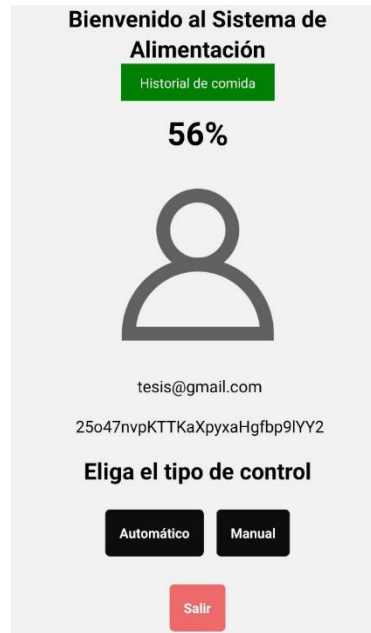 Bienvenido al Sistema de
Alimentación
Historial de comida
56%
tesis@gmail.com
25o47nvpKTTKaXpyxaHgfbp9lYY2
Eliga el tipo de control
Automático Manual
Salir